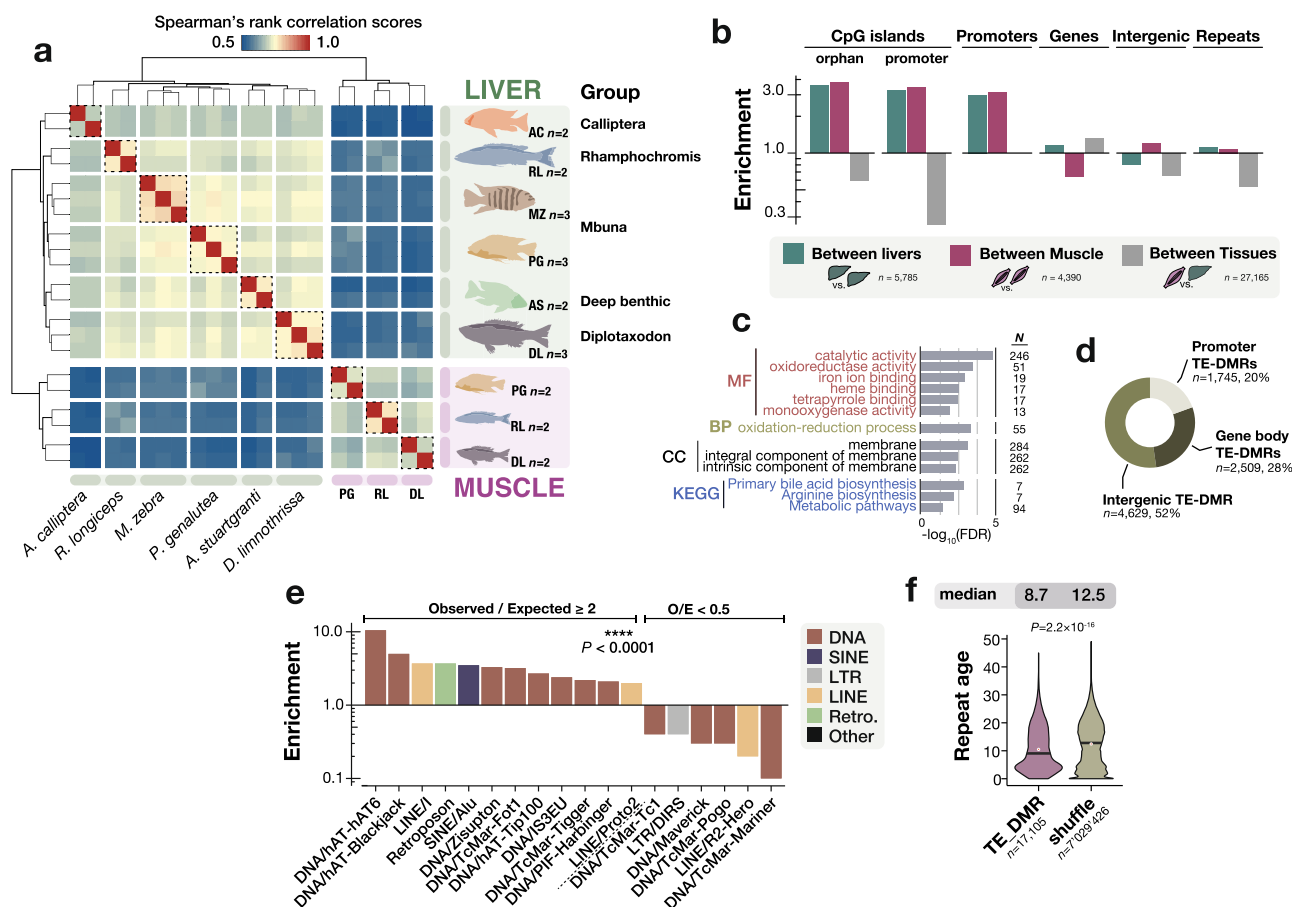 a
Spearman's rank correlation scores
0.5
1.0
LIVER
Group
AC n=2
Calliptera
RL n=2
Rhamphochromis
MZ n=3
Mbuna
PG n=3
AS n=2
Deep benthic
DL n=3
Diplotaxodon
PG n=2
RL n=2
DL n=2
MUSCLE
PG
RL
DL
A. calliptera
R. longiceps
M. zebra
P. genalutea
A. stuartgranti
D. limnothrissa
b
CpG islands
Promoters
Genes
Intergenic
Repeats
orphan
promoter
Enrichment
3.0
1.0
0.3
Between livers
vs.
n = 5,785
Between Muscle
vs.
n = 4,390
Between Tissues
vs.
n = 27,165
c
N
MF
catalytic activity
246
oxidoreductase activity
51
iron ion binding
19
heme binding
17
tetrapyrrole binding
17
monooxygenase activity
13
BP
oxidation-reduction process
55
CC
membrane
284
integral component of membrane
262
intrinsic component of membrane
262
KEGG
Primary bile acid biosynthesis
7
Arginine biosynthesis
7
Metabolic pathways
94
0
5
-log10(FDR)
d
Promoter
TE-DMRs
n=1,745, 20%
Gene body
TE-DMRs
n=2,509, 28%
Intergenic TE-DMR
n=4,629, 52%
e
Observed / Expected ≥ 2
O/E < 0.5
****
P < 0.0001
Enrichment
10.0
1.0
0.1
DNA/hAT-hAT6
DNA/hAT-Blackjack
LINE/I
Retroposon
SINE/Alu
DNA/Zisupton
DNA/TcMar-Fot1
DNA/hAT-Tip100
DNA/IS3EU
DNA/TcMar-Tigger
DNA/PIF-Harbinger
LINE/Proto2
DNA/TcMar-Tc1
LTR/DIRS
DNA/Maverick
DNA/TcMar-Pogo
LINE/R2-Hero
DNA/TcMar-Mariner
DNA
SINE
LTR
LINE
Retro.
Other
f
median
8.7
12.5
P=2.2×10-16
Repeat age
50
40
30
20
10
0
TE_DMR
n=17,105
shuffle
n=7'029'426